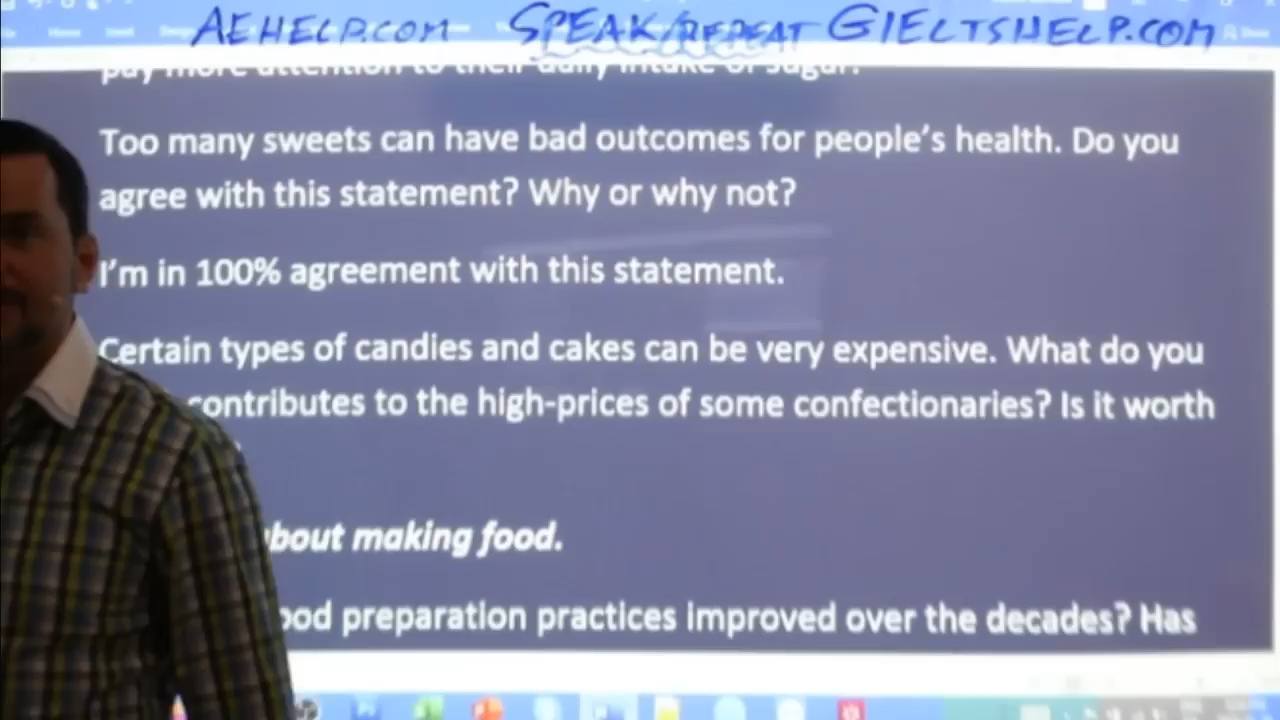 AEHELP.COM SPEAK/REPEAT GIELTSHELP.COM
pay more attention to their daily intake of sugar.
Too many sweets can have bad outcomes for people's health. Do you
agree with this statement? Why or why not?
I'm in 100% agreement with this statement.
Certain types of candies and cakes can be very expensive. What do you
contributes to the high-prices of some confectionaries? Is it worth
bout making food.
ood preparation practices improved over the decades? Has